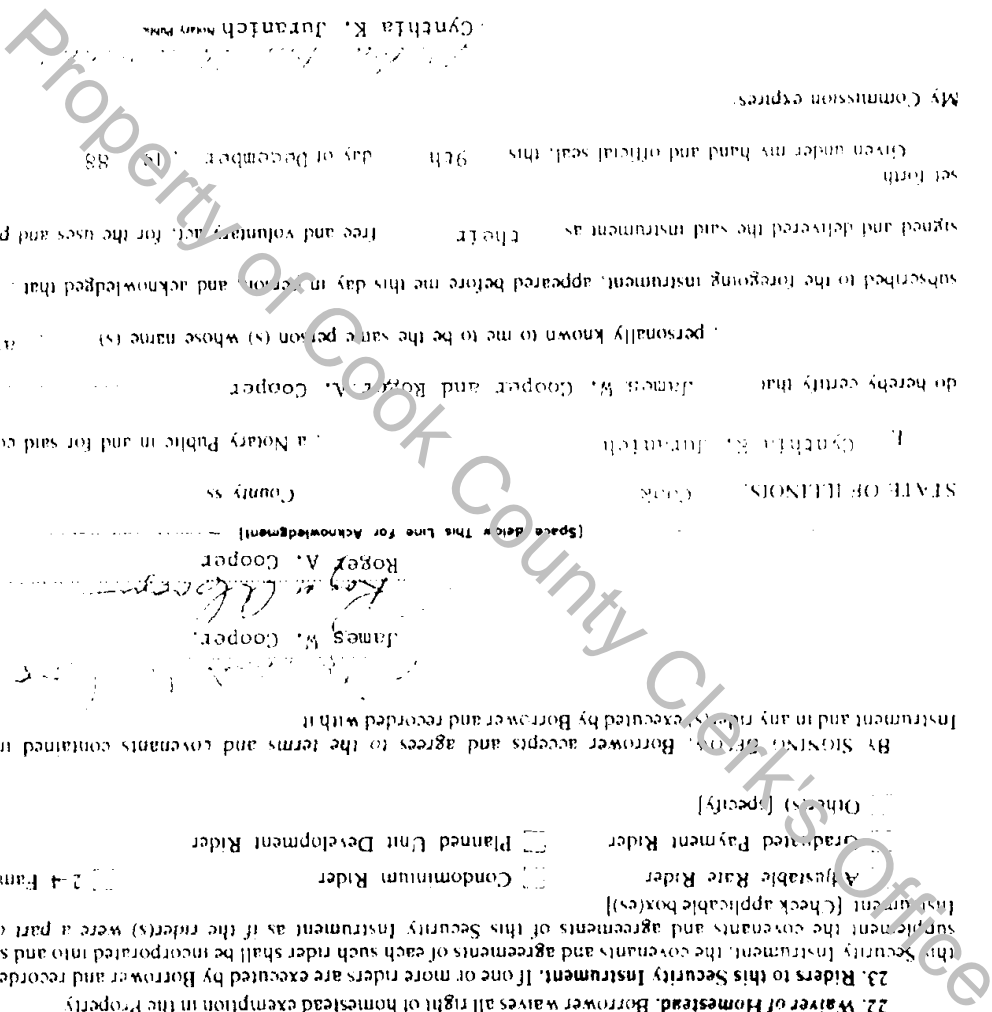 22. Waiver of Homestead. Borrower waives all right of homestead exemption in the Property
23. Riders to this Security Instrument. If one or more riders are executed by Borrower and recorde
this Security Instrument, the covenants and agreements of each such rider shall be incorporated into and s
supplement the covenants and agreements of this Security Instrument as if the rider(s) were a part
Instrument [Check applicable box(es)]
Adjustable Rate Rider Condominium Rider 2-4 Fam
Graduated Payment Rider Planned Unit Development Rider
Other(s) [specify]
BY SIGNING BELOW, Borrower accepts and agrees to the terms and covenants contained in
Instrument and in any rider(s) executed by Borrower and recorded with it
James W. Cooper.
Roger A. Cooper
[Space Below This Line For Acknowledgment]
STATE OF ILLINOIS, Cook County ss
I, Cynthia K. Juranich , a Notary Public in and for said co
do hereby certify that James W. Cooper and Roger A. Cooper
, personally known to me to be the same person (s) whose name (s)
subscribed to the foregoing instrument, appeared before me this day in person, and acknowledged that
signed and delivered the said instrument as their free and voluntary act, for the uses and p
set forth
Given under my hand and official seal, this 9th day of December , 19 88
My Commission expires:
Cynthia K. Juranich Notary Public
Property of Cook County Clerk's Office